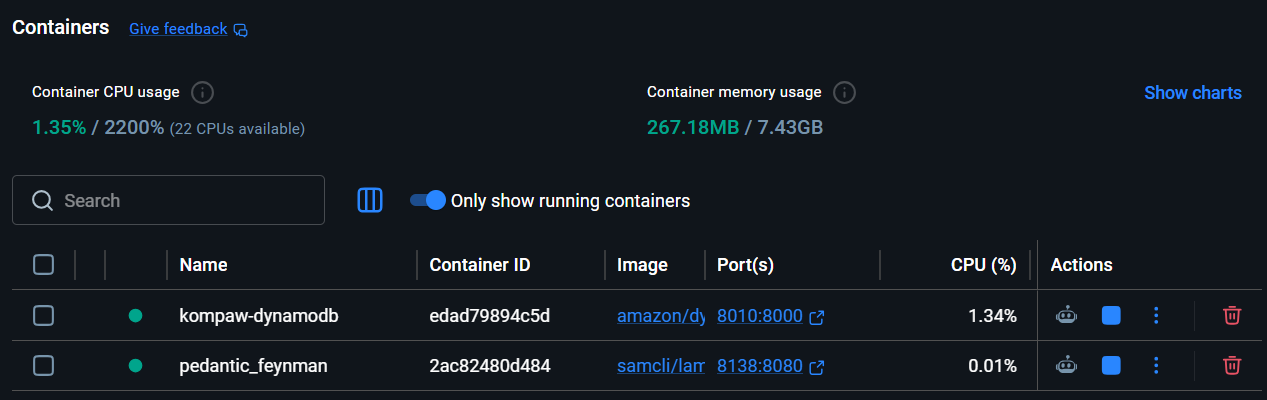 Containers Give feedback
Container CPU usage Container memory usage Show charts
1.35% / 2200% (22 CPUs available) 267.18MB / 7.43GB
Search Only show running containers
Name Container ID Image Port(s) CPU (%) Actions
kompaw-dynamodb edad79894c5d amazon/dy 8010:8000 1.34%
pedantic_feynman 2ac82480d484 samcli/lam 8138:8080 0.01%